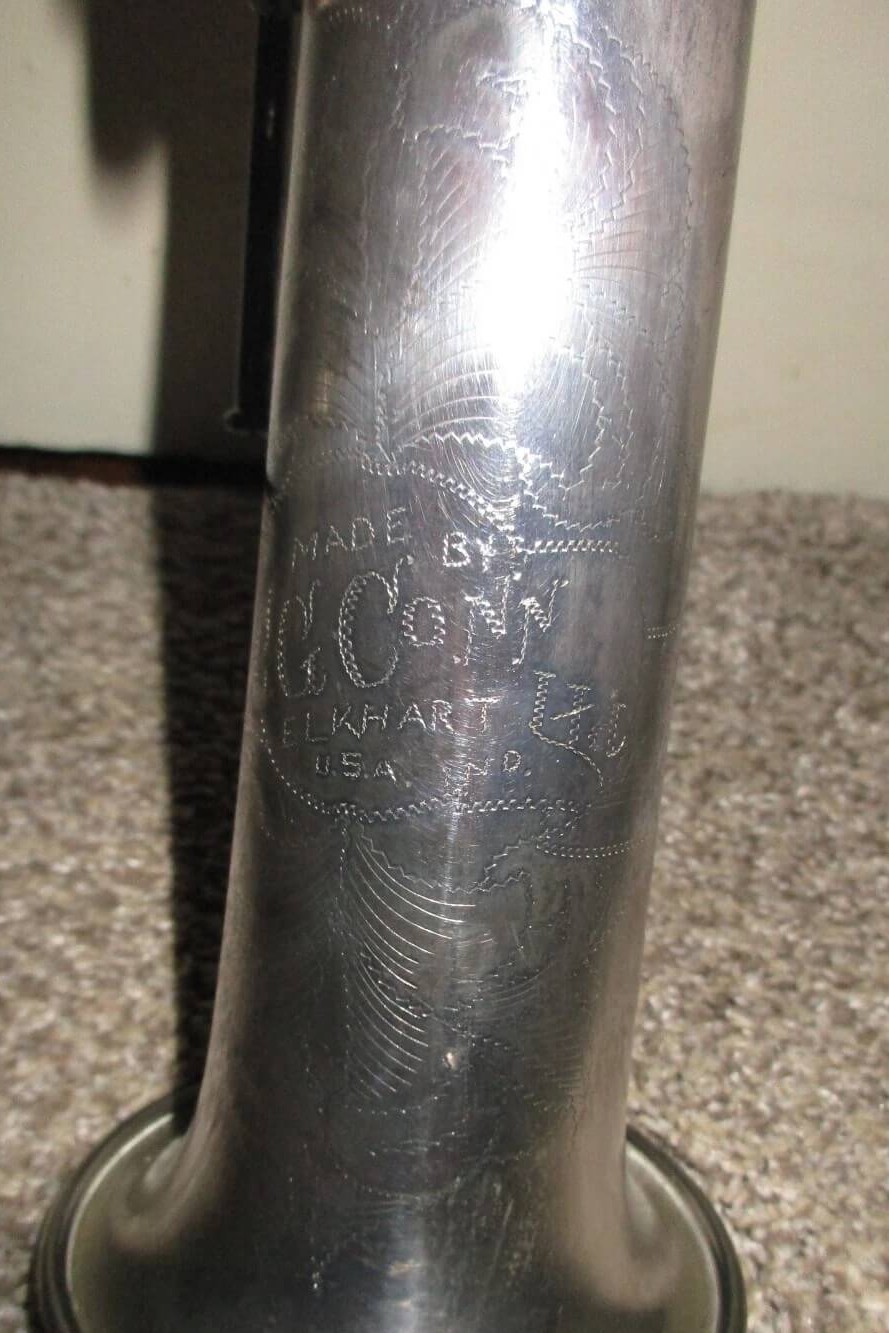 MADE BY
G. CONN
LTD
ELKHART
U.S.A. IND.